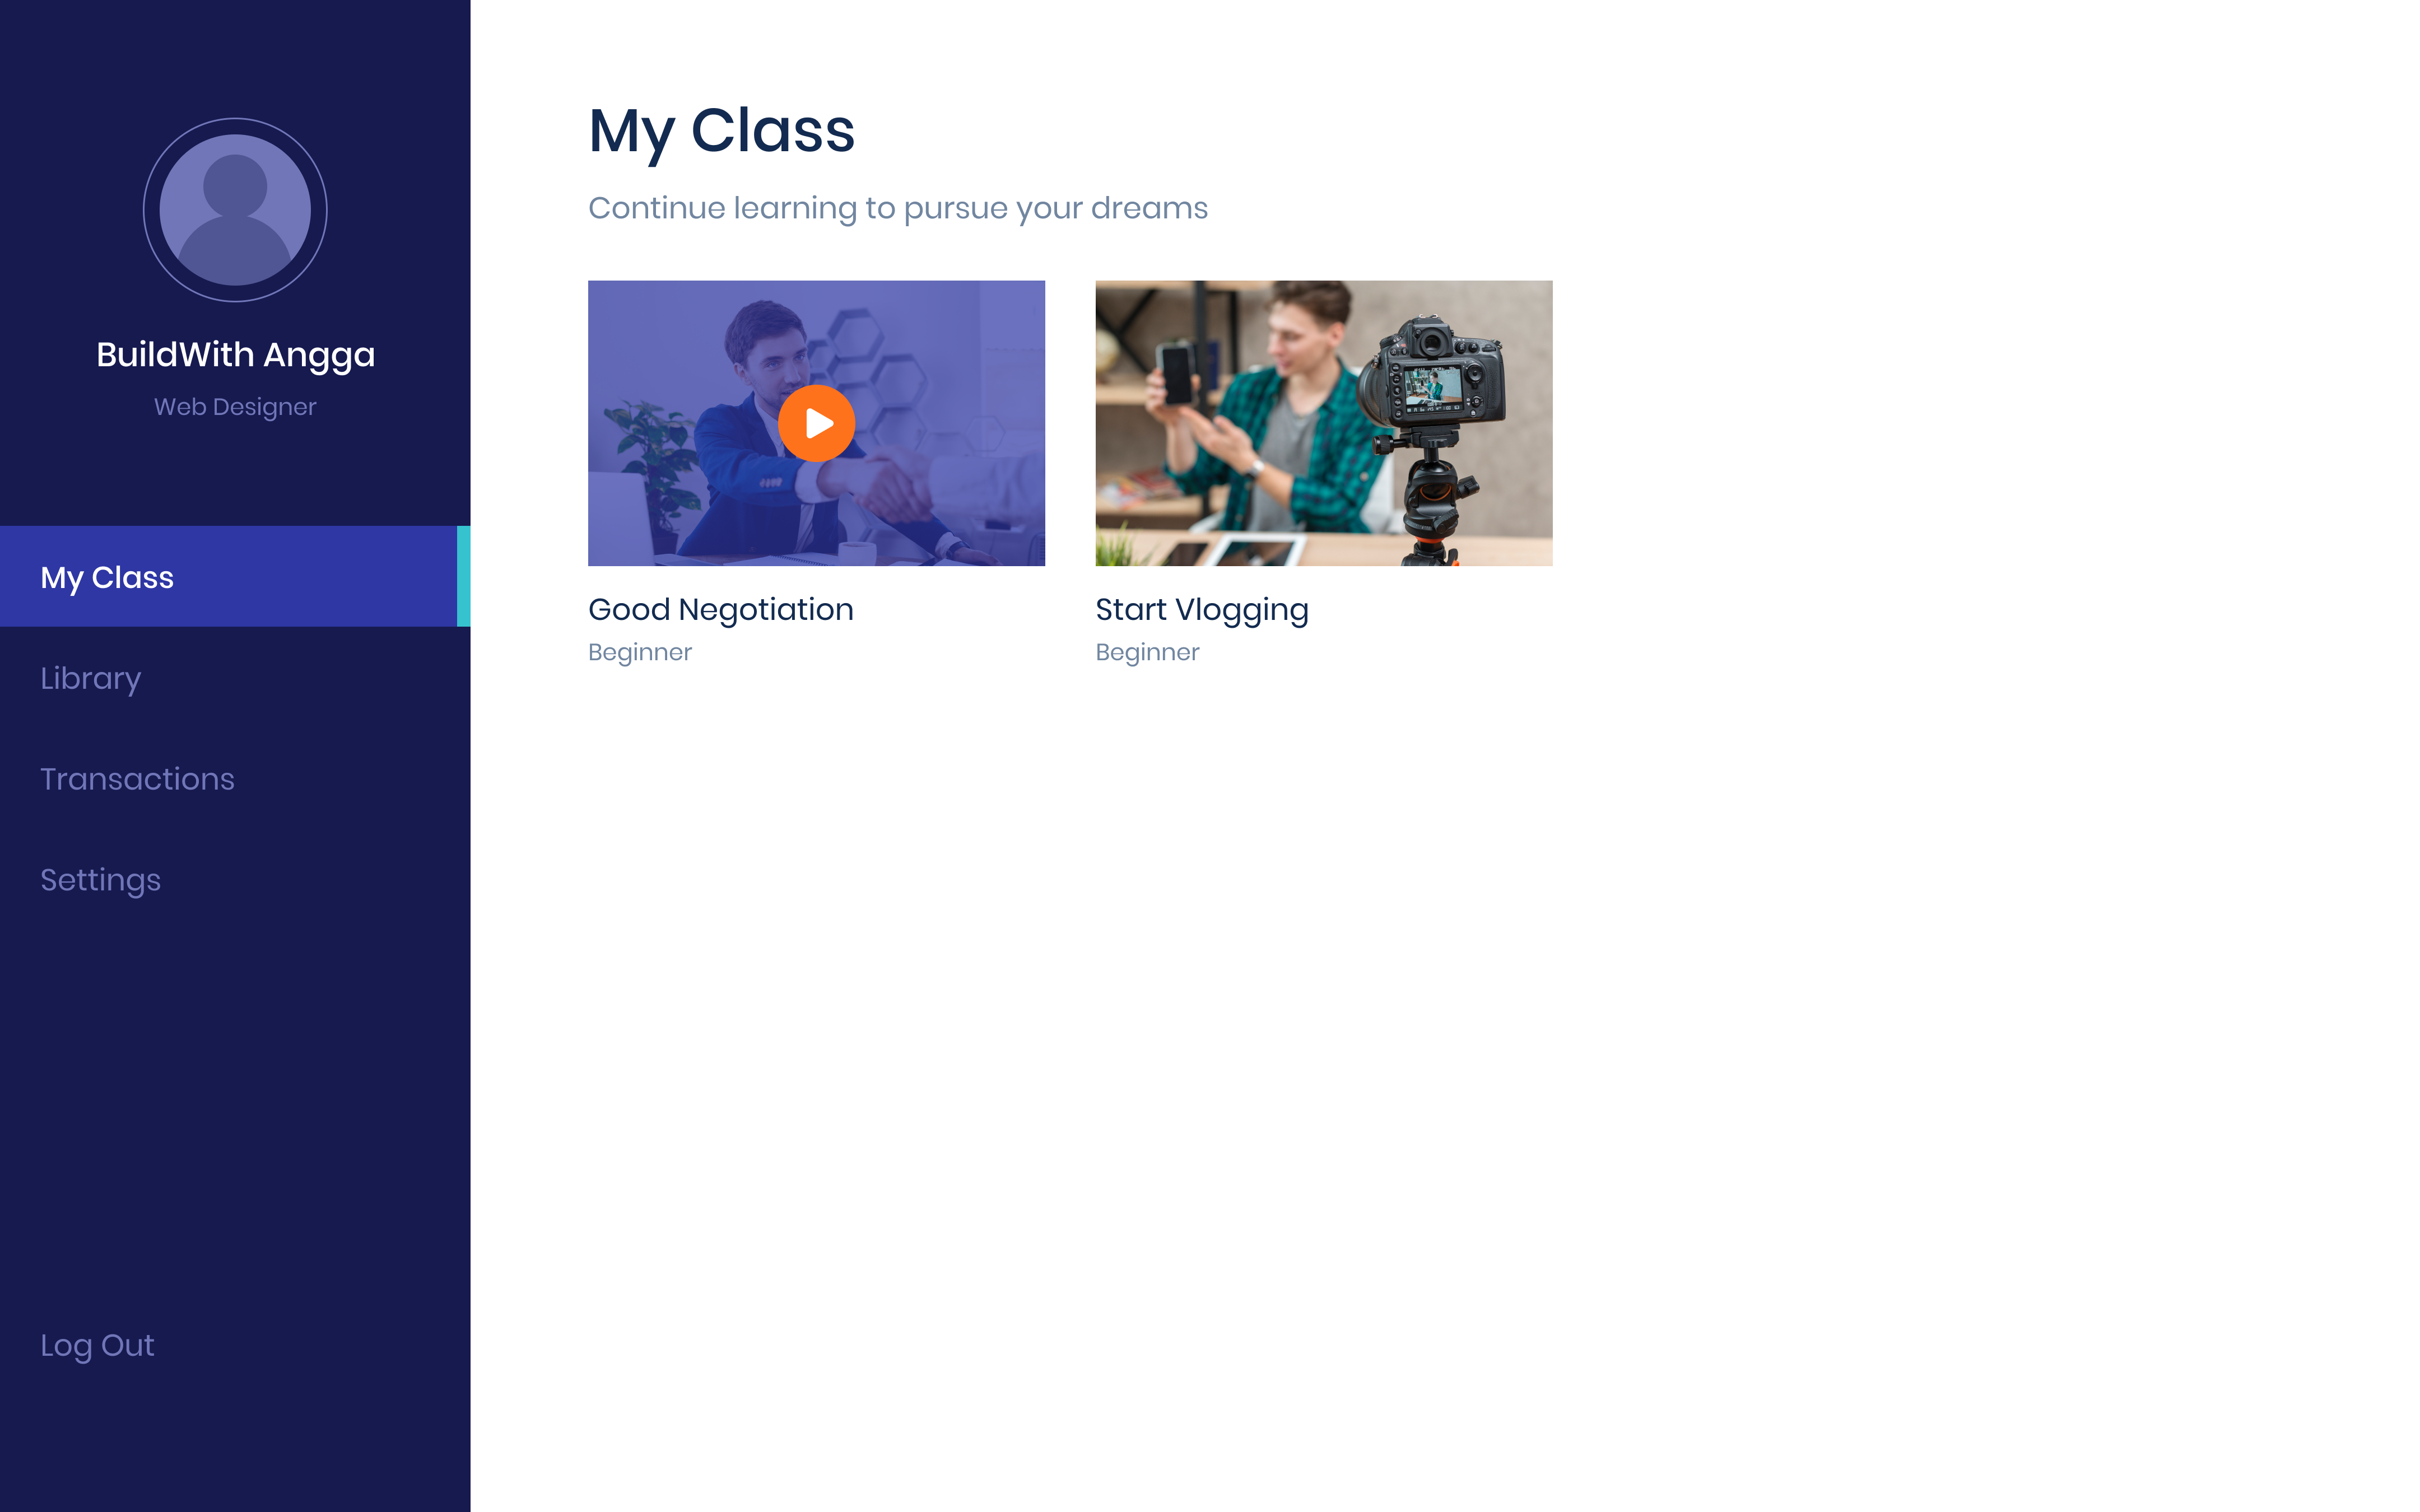 BuildWith Angga
Web Designer
My Class
Library
Transactions
Settings
Log Out
My Class
Continue learning to pursue your dreams
Good Negotiation
Beginner
Start Vlogging
Beginner